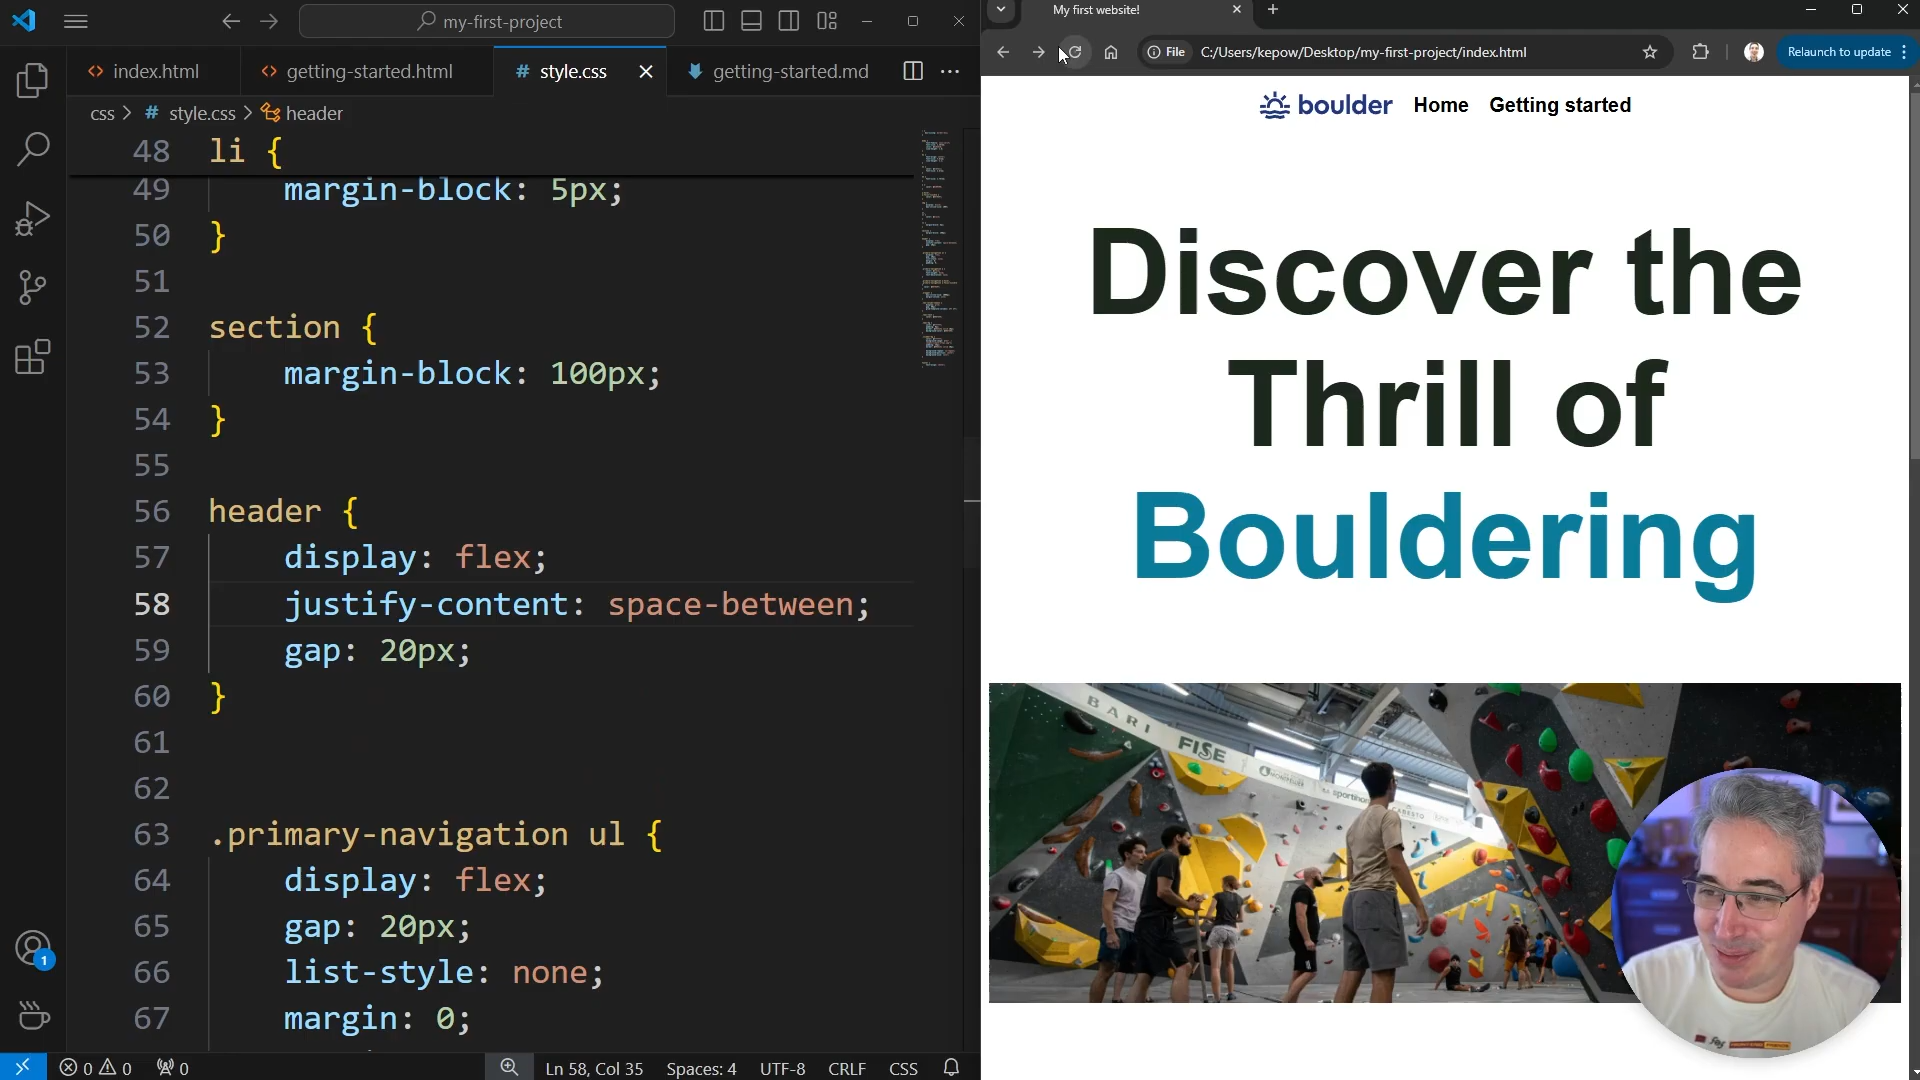 my-first-project
index.html
getting-started.html
# style.css
getting-started.md
css > # style.css > header
48 li {
49 margin-block: 5px;
50 }
51
52 section {
53 margin-block: 100px;
54 }
55
56 header {
57 display: flex;
58 justify-content: space-between;
59 gap: 20px;
60 }
61
62
63 .primary-navigation ul {
64 display: flex;
65 gap: 20px;
66 list-style: none;
67 margin: 0;
1
0 0 0
Ln 58, Col 35 Spaces: 4 UTF-8 CRLF CSS
My first website!
File C:/Users/kepow/Desktop/my-first-project/index.html
Relaunch to update
boulder Home Getting started
Discover the
Thrill of
Bouldering
BARI
FISE